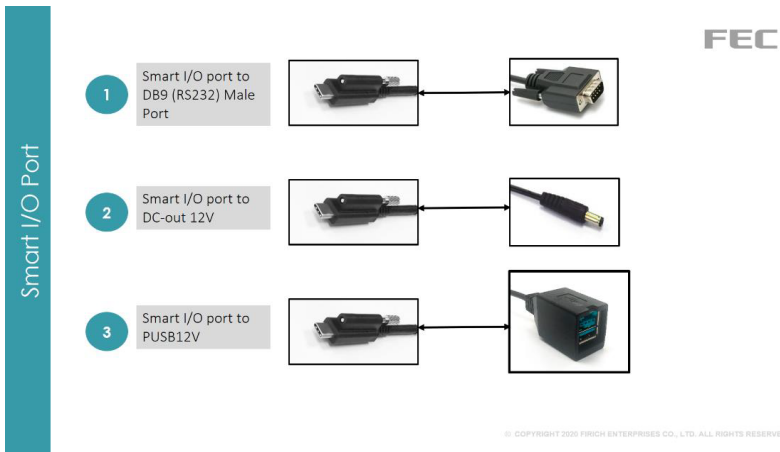 Smart I/O Port
FEC
1
Smart I/O port to
DB9 (RS232) Male
Port
2
Smart I/O port to
DC-out 12V
3
Smart I/O port to
PUSB12V
© COPYRIGHT 2020 FIRICH ENTERPRISES CO., LTD. ALL RIGHTS RESERVE